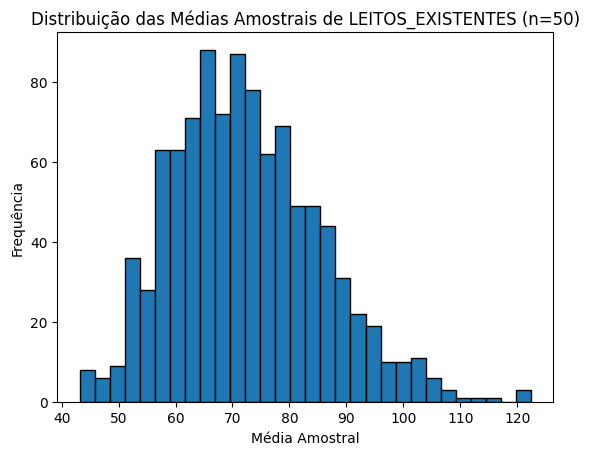 Distribuição das Médias Amostrais de LEITOS_EXISTENTES (n=50)
Frequência
80
60
40
20
0
40 50 60 70 80 90 100 110 120
Média Amostral